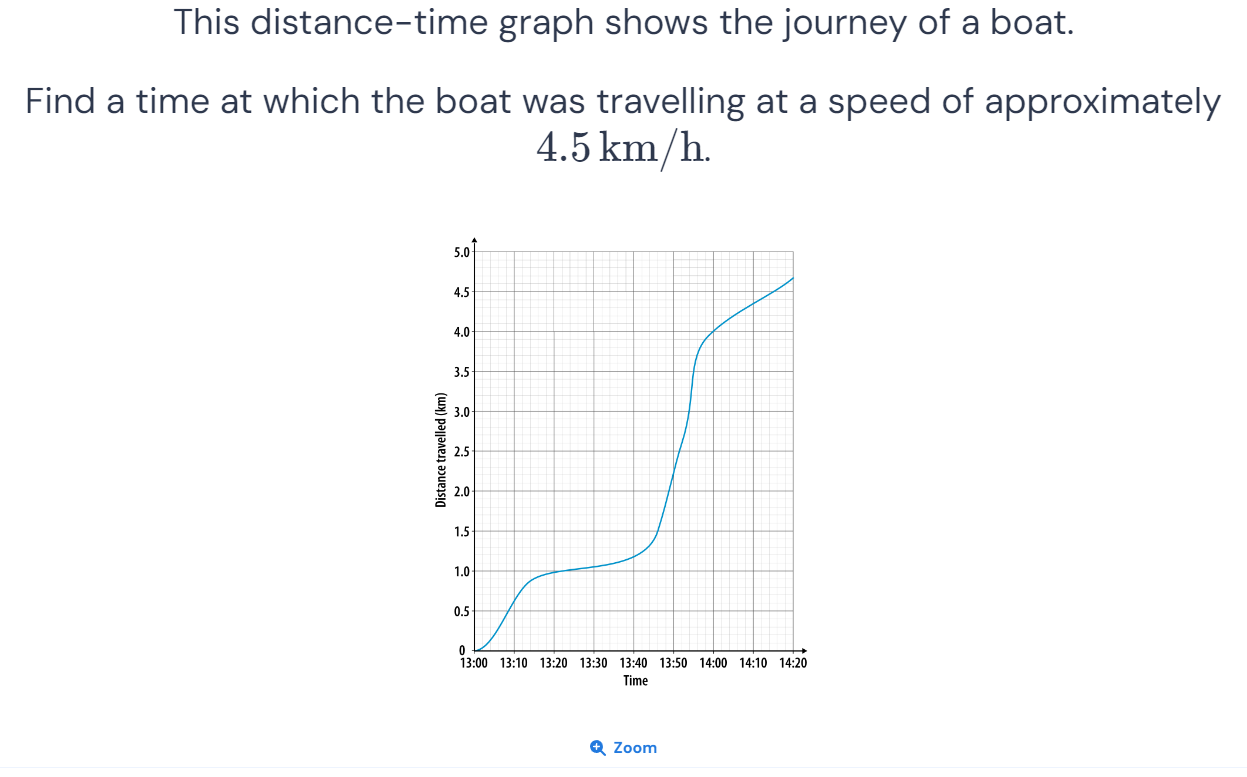 This distance-time graph shows the journey of a boat.
Find a time at which the boat was travelling at a speed of approximately
4.5 km/h.
5.0
4.5
4.0
3.5
3.0
2.5
2.0
1.5
1.0
0.5
0
Distance travelled (km)
13:00 13:10 13:20 13:30 13:40 13:50 14:00 14:10 14:20
Time
Zoom